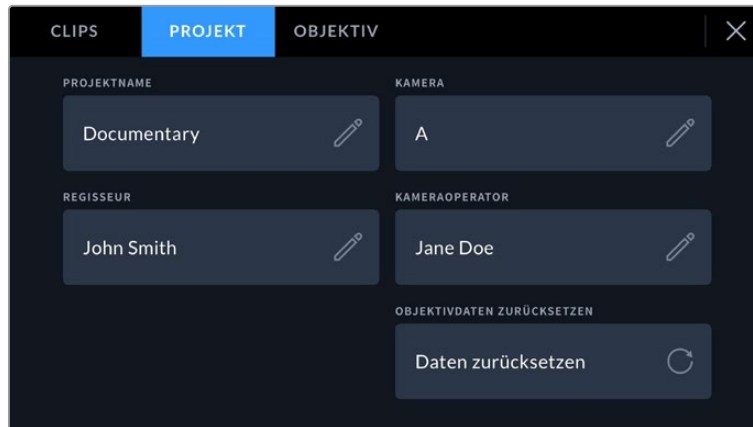 CLIPS PROJEKT OBJEKTIV
PROJEKTNAME KAMERA
Documentary A
REGISSEUR KAMERAOPERATOR
John Smith Jane Doe
OBJEKTIVDATEN ZURÜCKSETZEN
Daten zurücksetzen